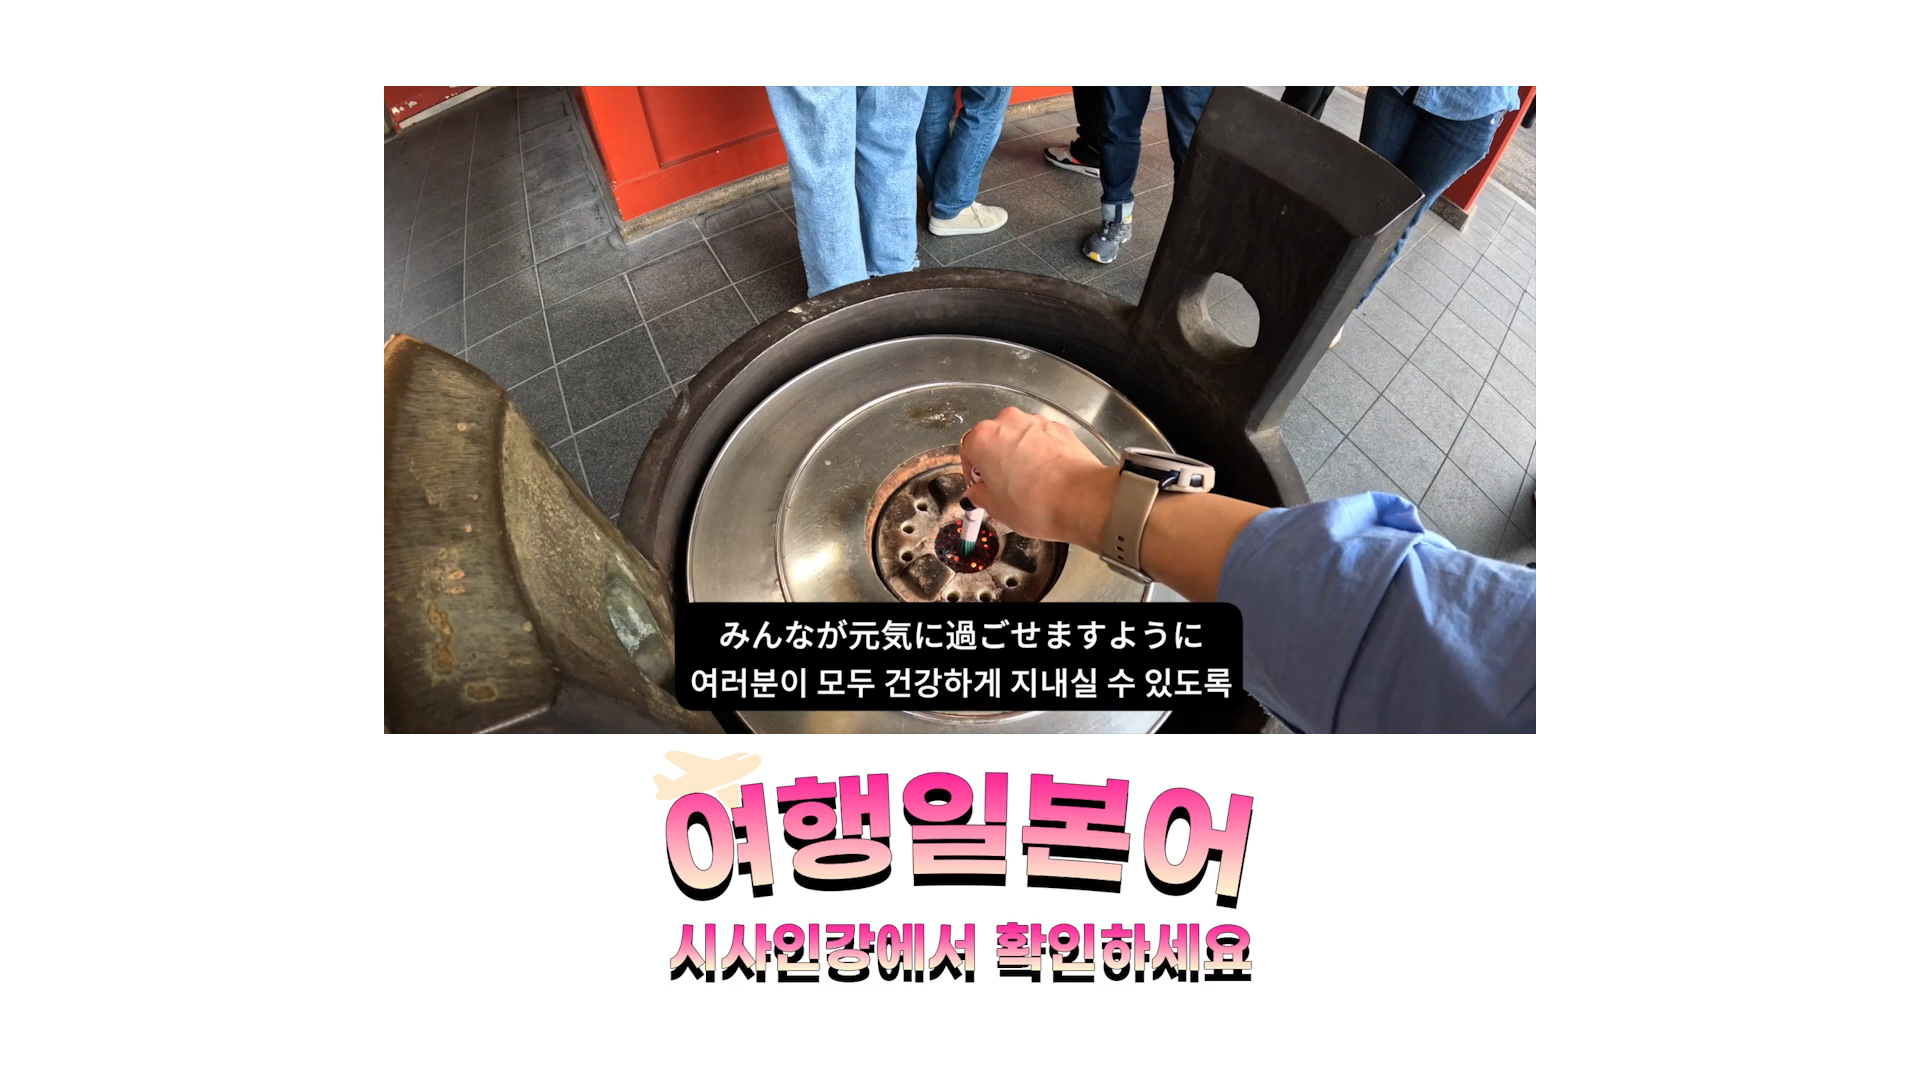 みんなが元気に過ごせますように
여러분이 모두 건강하게 지내실 수 있도록
여행일본어
시사인강에서 확인하세요